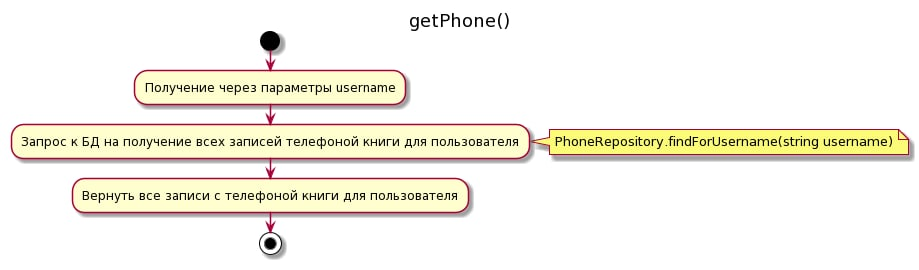 getPhone()
Получение через параметры username
Запрос к БД на получение всех записей телефоной книги для пользователя
PhoneRepository.findForUsername(string username)
Вернуть все записи с телефоной книги для пользователя